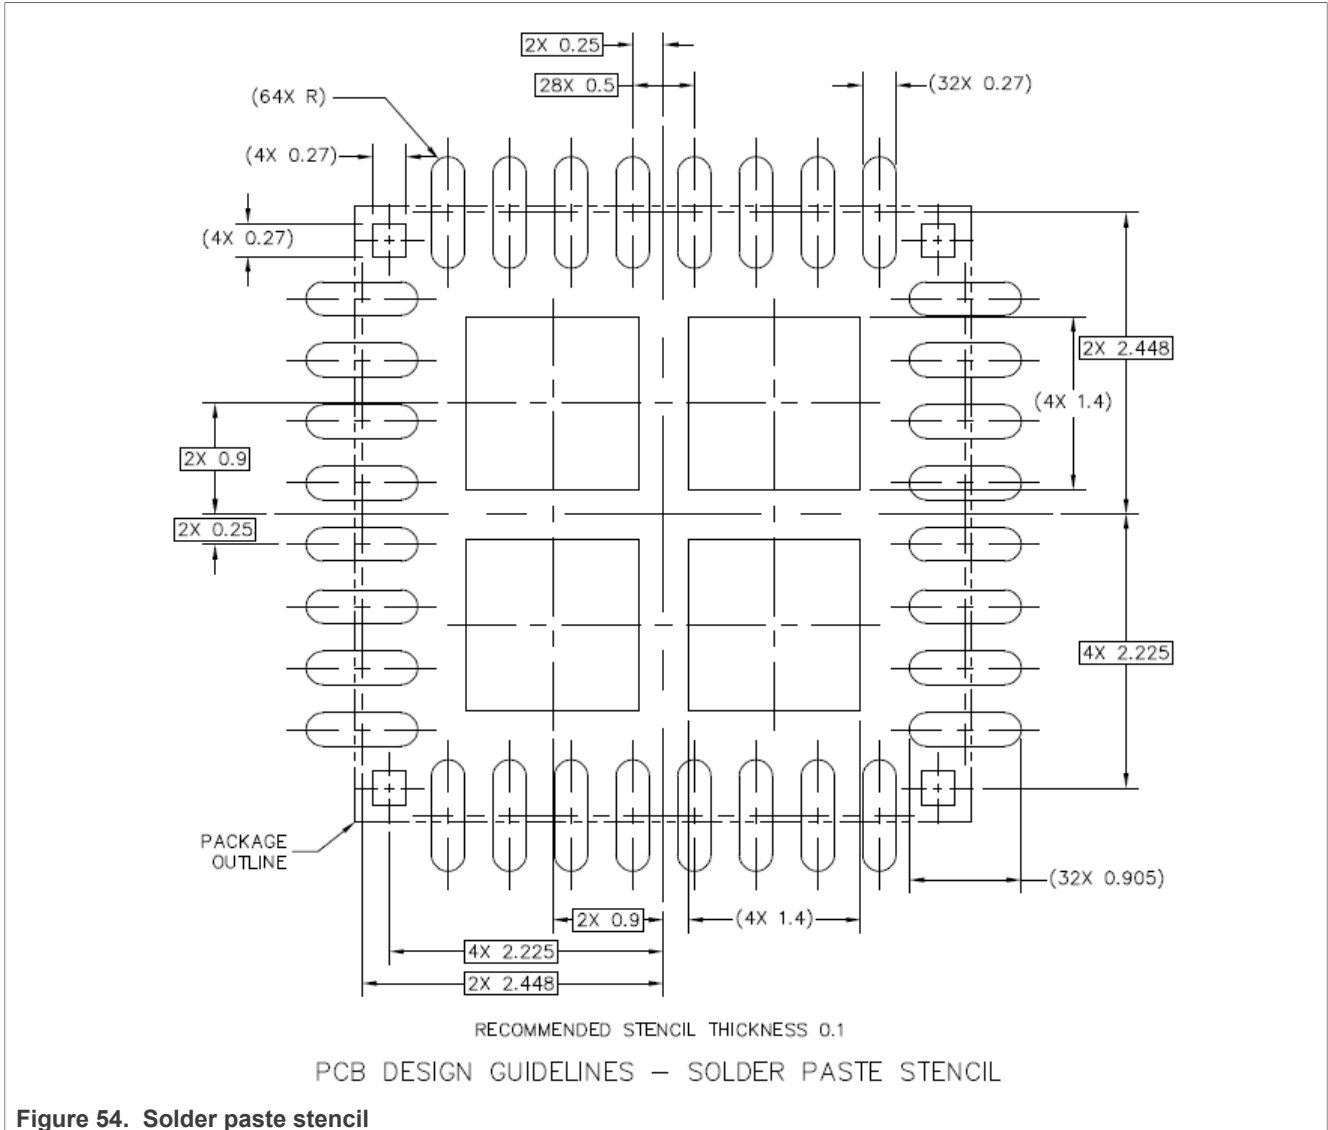 2X 0.25
28X 0.5
(32X 0.27)
(64X R)
(4X 0.27)
(4X 0.27)
2X 2.448
(4X 1.4)
2X 0.9
2X 0.25
4X 2.225
PACKAGE
OUTLINE
(32X 0.905)
2X 0.9
(4X 1.4)
4X 2.225
2X 2.448
RECOMMENDED STENCIL THICKNESS 0.1
PCB DESIGN GUIDELINES – SOLDER PASTE STENCIL
Figure 54. Solder paste stencil